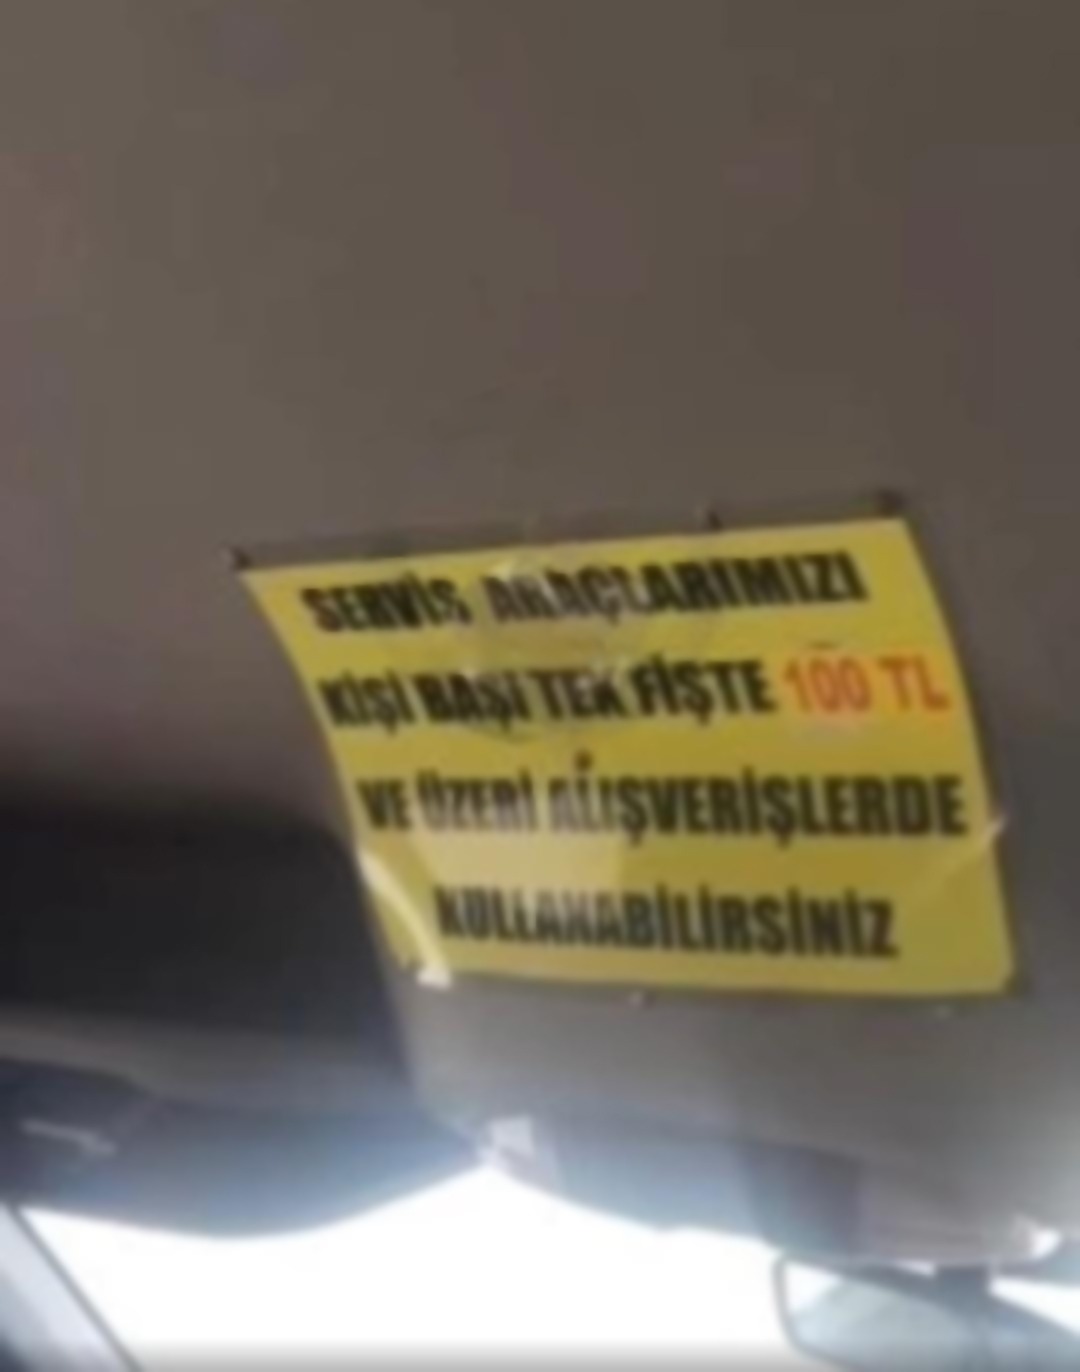 SERVİS ARAÇLARIMIZI
KİŞİ BAŞI TEK FİŞTE 100 TL
VE ÜZERİ ALIŞVERİŞLERDE
KULLANABİLİRSİNİZ